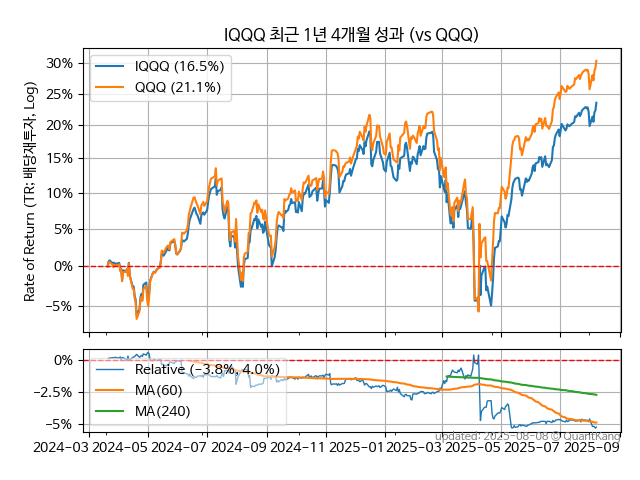 IQQQ 최근 1년 4개월 성과 (vs QQQ)
Rate of Return (TR: 배당재투자, Log)
30%
25%
20%
15%
10%
5%
0%
−5%
IQQQ (16.5%)
QQQ (21.1%)
0%
−2.5%
−5%
Relative (−3.8%, 4.0%)
MA(60)
MA(240)
updated: 2025-08-08 © QuantKang
2024-03 2024-05 2024-07 2024-09 2024-11 2025-01 2025-03 2025-05 2025-07 2025-09